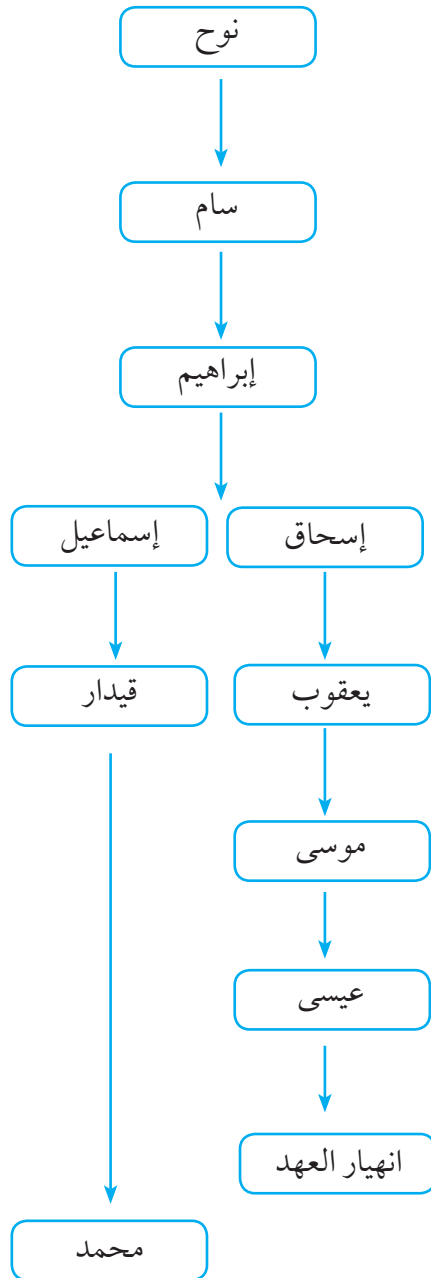 نوح
سام
إبراهيم
إسحاق
إسماعيل
يعقوب
قيدار
موسى
عيسى
انهيار العهد
محمد